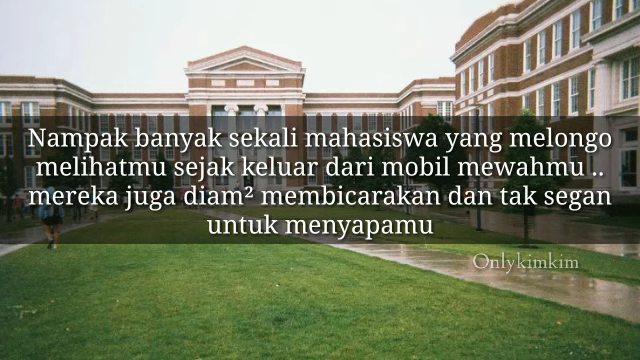 Nampak banyak sekali mahasiswa yang melongo
melihatmu sejak keluar dari mobil mewahmu ..
mereka juga diam² membicarakan dan tak segan
untuk menyapamu
Onlykimkim